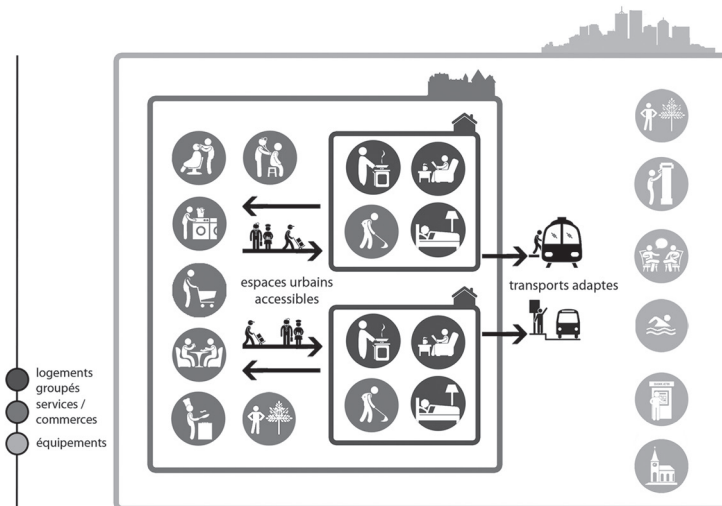 espaces urbains
accessibles
transports adaptes
logements
groupés
services /
commerces
équipements